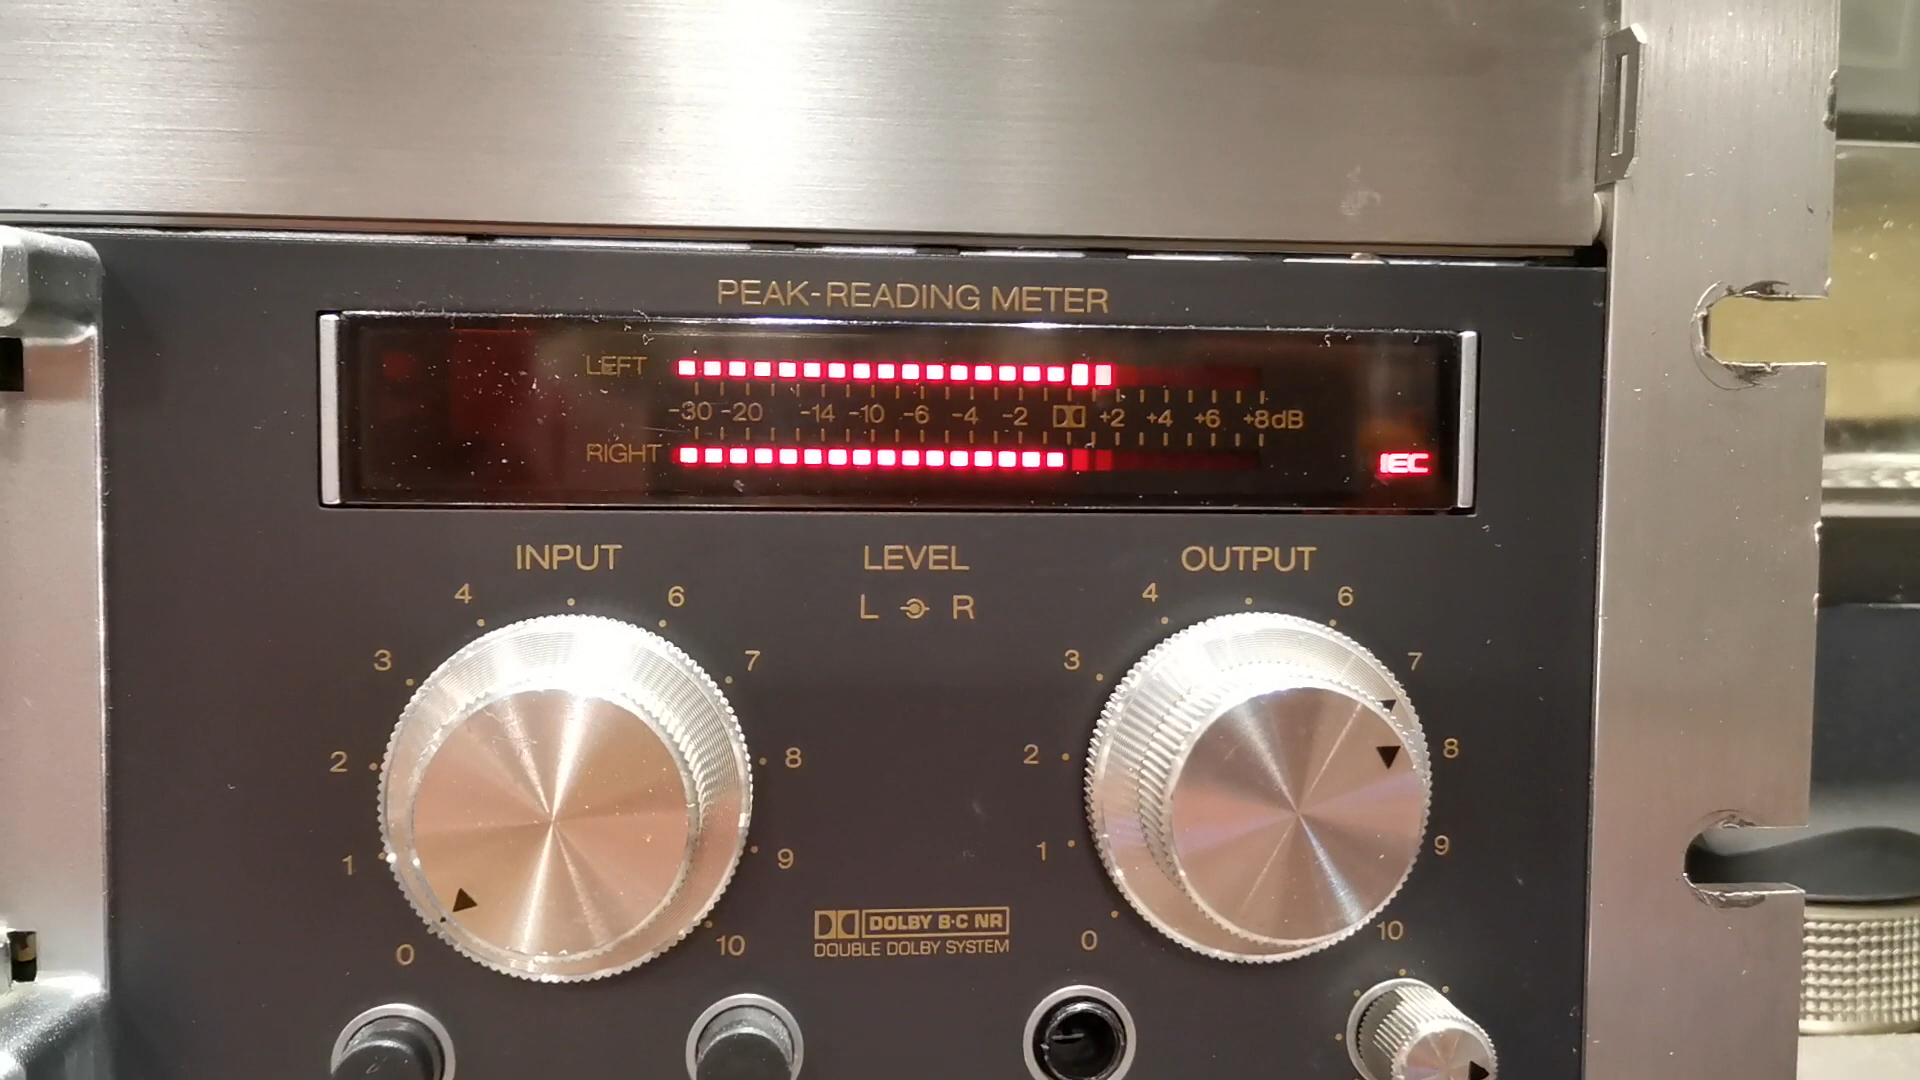 PEAK-READING METER
LEFT
-30 -20 -14 -10 -6 -4 -2 +2 +4 +6 +8dB
RIGHT
IEC
INPUT LEVEL OUTPUT
L R
4 6 4 6
3 7 3 7
2 8 2 8
1 9 1 9
0 10 0 10
DOLBY B·C NR
DOUBLE DOLBY SYSTEM